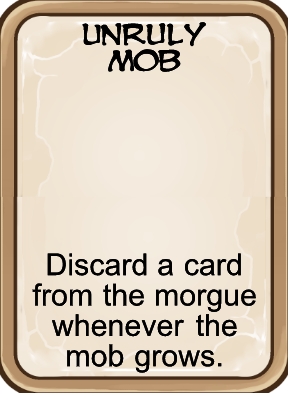 UNRULY
MOB
Discard a card
from the morgue
whenever the
mob grows.